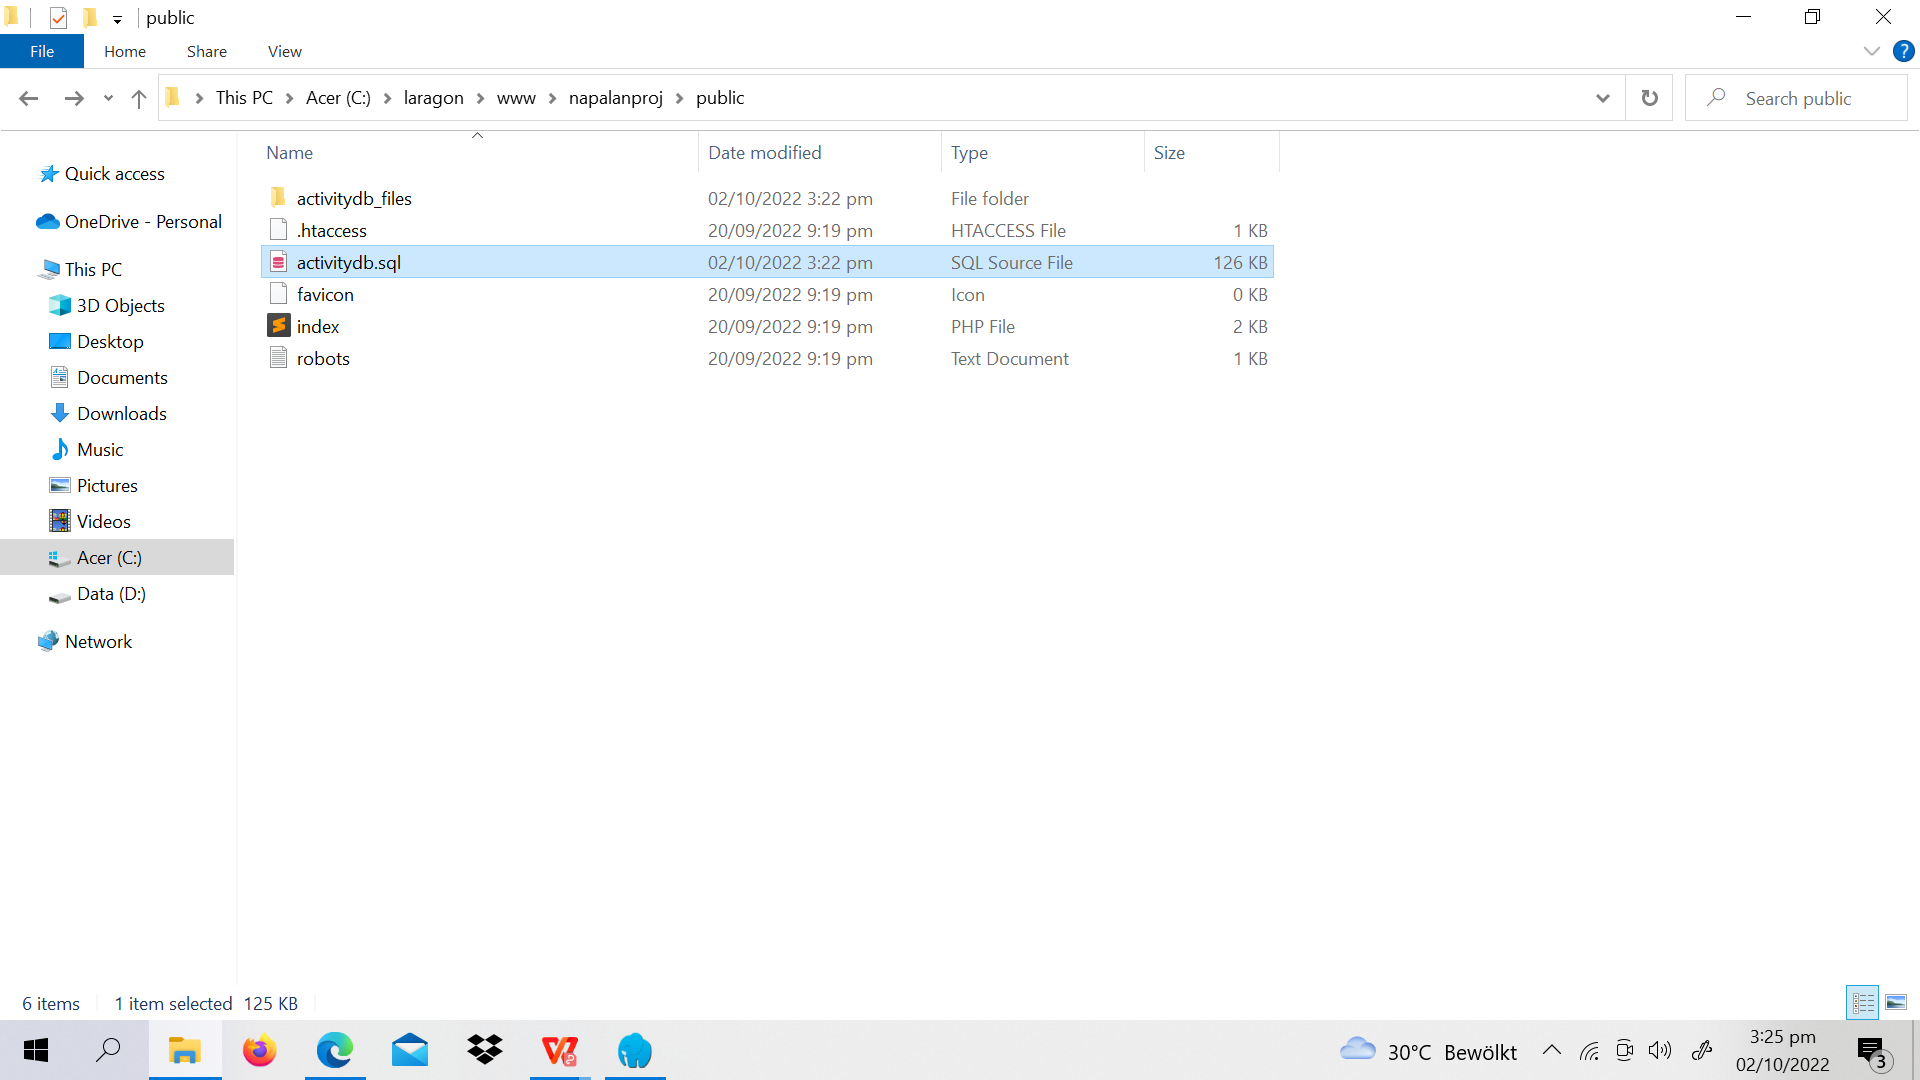 public
File Home Share View
This PC Acer (C:) laragon www napalanproj public
Search public
Name Date modified Type Size
Quick access
OneDrive - Personal
This PC
3D Objects
Desktop
Documents
Downloads
Music
Pictures
Videos
Acer (C:)
Data (D:)
Network
activitydb_files 02/10/2022 3:22 pm File folder
.htaccess 20/09/2022 9:19 pm HTACCESS File 1 KB
activitydb.sql 02/10/2022 3:22 pm SQL Source File 126 KB
favicon 20/09/2022 9:19 pm Icon 0 KB
index 20/09/2022 9:19 pm PHP File 2 KB
robots 20/09/2022 9:19 pm Text Document 1 KB
6 items 1 item selected 125 KB
30°C Bewölkt
3:25 pm
02/10/2022
3